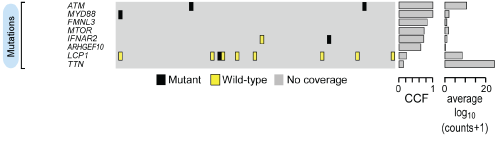 Mutations
ATM
MYD88
FMNL3
MTOR
IFNAR2
ARHGEF10
LCP1
TTN
Mutant Wild-type No coverage
0 1
CCF
0 20
average
log10
(counts+1)